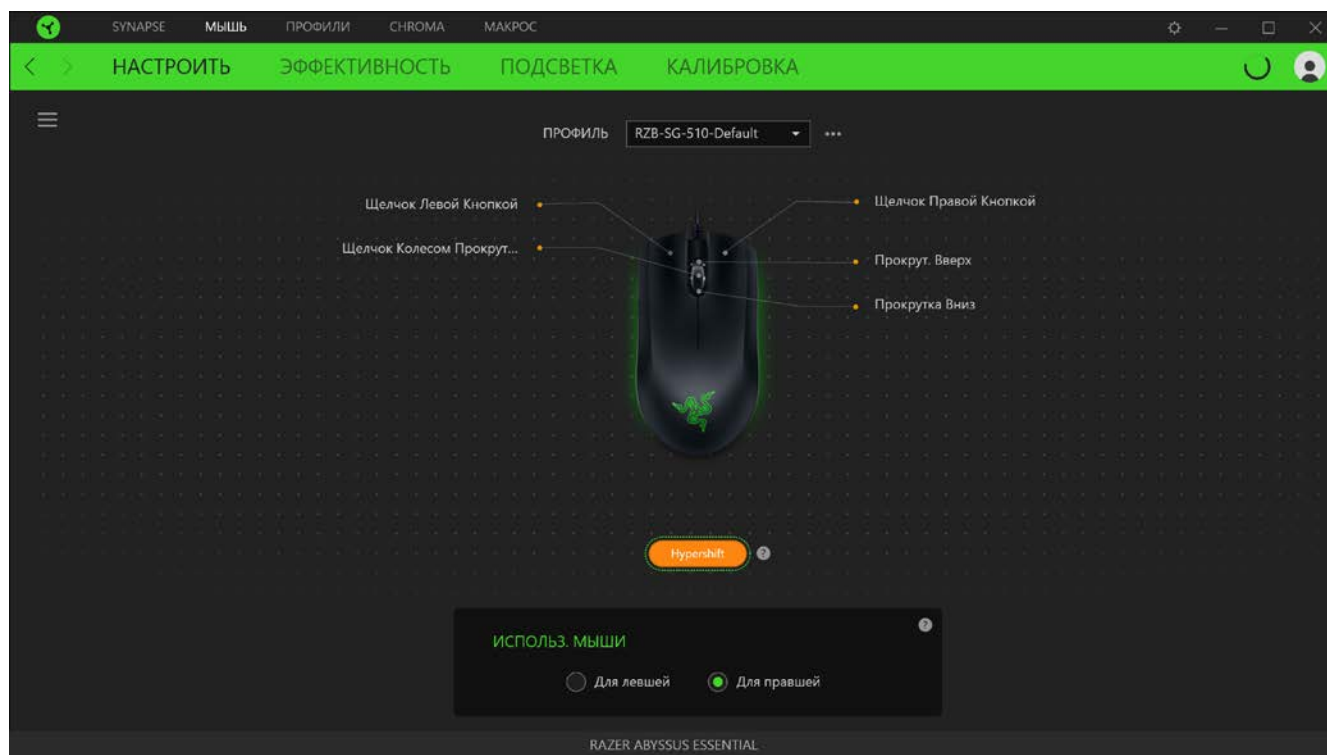 SYNAPSE МЫШЬ ПРОФИЛИ CHROMA МАКРОС
НАСТРОИТЬ ЭФФЕКТИВНОСТЬ ПОДСВЕТКА КАЛИБРОВКА
ПРОФИЛЬ RZB-SG-510-Default
Щелчок Левой Кнопкой
Щелчок Правой Кнопкой
Щелчок Колесом Прокрут...
Прокрут. Вверх
Прокрутка Вниз
Hypershift ?
ИСПОЛЬЗ. МЫШИ ?
Для левшей Для правшей
RAZER ABYSSUS ESSENTIAL